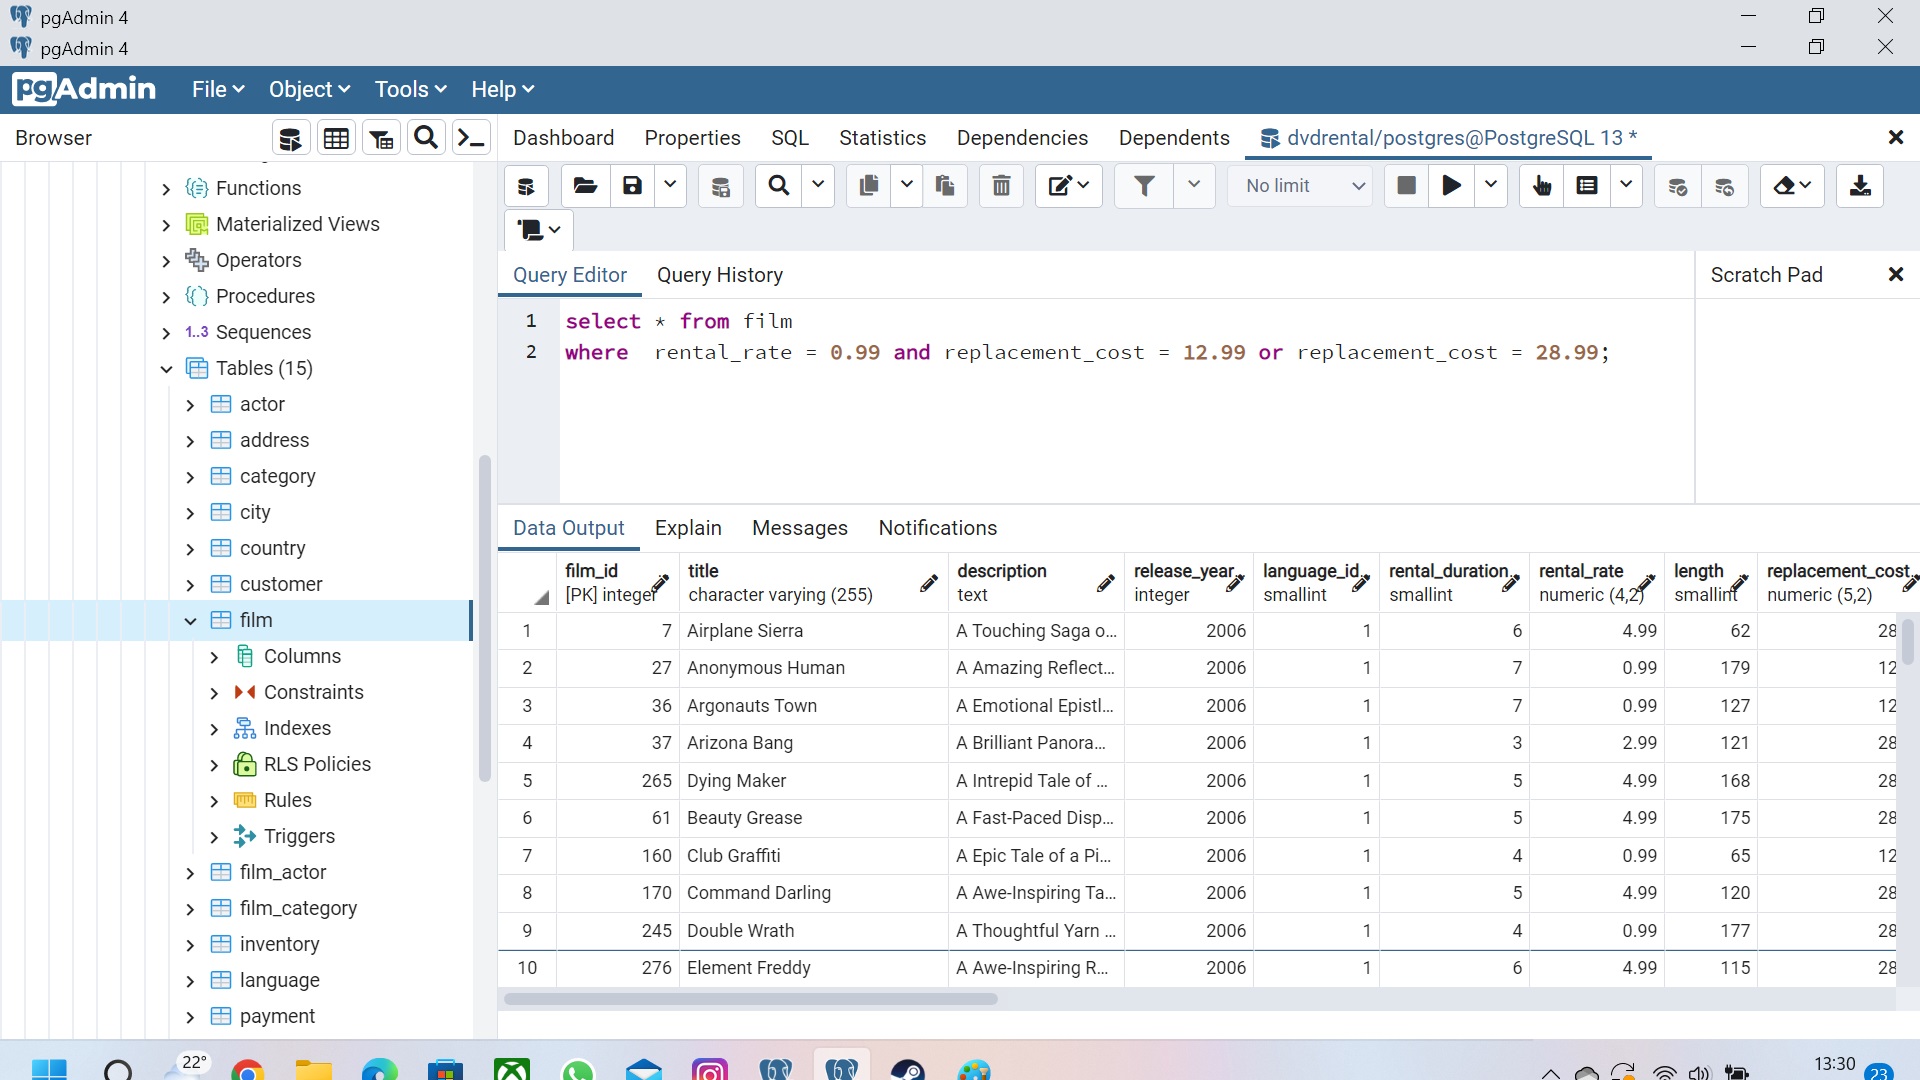 pgAdmin 4
pgAdmin 4
pgAdmin File Object Tools Help
Browser
Dashboard Properties SQL Statistics Dependencies Dependents dvdrental/postgres@PostgreSQL 13 *
No limit
Functions
Materialized Views
Operators
Procedures
1..3 Sequences
Tables (15)
actor
address
category
city
country
customer
film
Columns
Constraints
Indexes
RLS Policies
Rules
Triggers
film_actor
film_category
inventory
language
payment
Query Editor Query History
Scratch Pad
1 select * from film
2 where rental_rate = 0.99 and replacement_cost = 12.99 or replacement_cost = 28.99;
Data Output Explain Messages Notifications
film_id title description release_year language_id rental_duration rental_rate length replacement_cost
[PK] integer character varying (255) text integer smallint smallint numeric (4,2) smallint numeric (5,2)
1 7 Airplane Sierra A Touching Saga o... 2006 1 6 4.99 62 28
2 27 Anonymous Human A Amazing Reflect... 2006 1 7 0.99 179 12
3 36 Argonauts Town A Emotional Epistl... 2006 1 7 0.99 127 12
4 37 Arizona Bang A Brilliant Panora... 2006 1 3 2.99 121 28
5 265 Dying Maker A Intrepid Tale of ... 2006 1 5 4.99 168 28
6 61 Beauty Grease A Fast-Paced Disp... 2006 1 5 4.99 175 28
7 160 Club Graffiti A Epic Tale of a Pi... 2006 1 4 0.99 65 12
8 170 Command Darling A Awe-Inspiring Ta... 2006 1 5 4.99 120 28
9 245 Double Wrath A Thoughtful Yarn ... 2006 1 4 0.99 177 28
10 276 Element Freddy A Awe-Inspiring R... 2006 1 6 4.99 115 28
22°
13:30
23